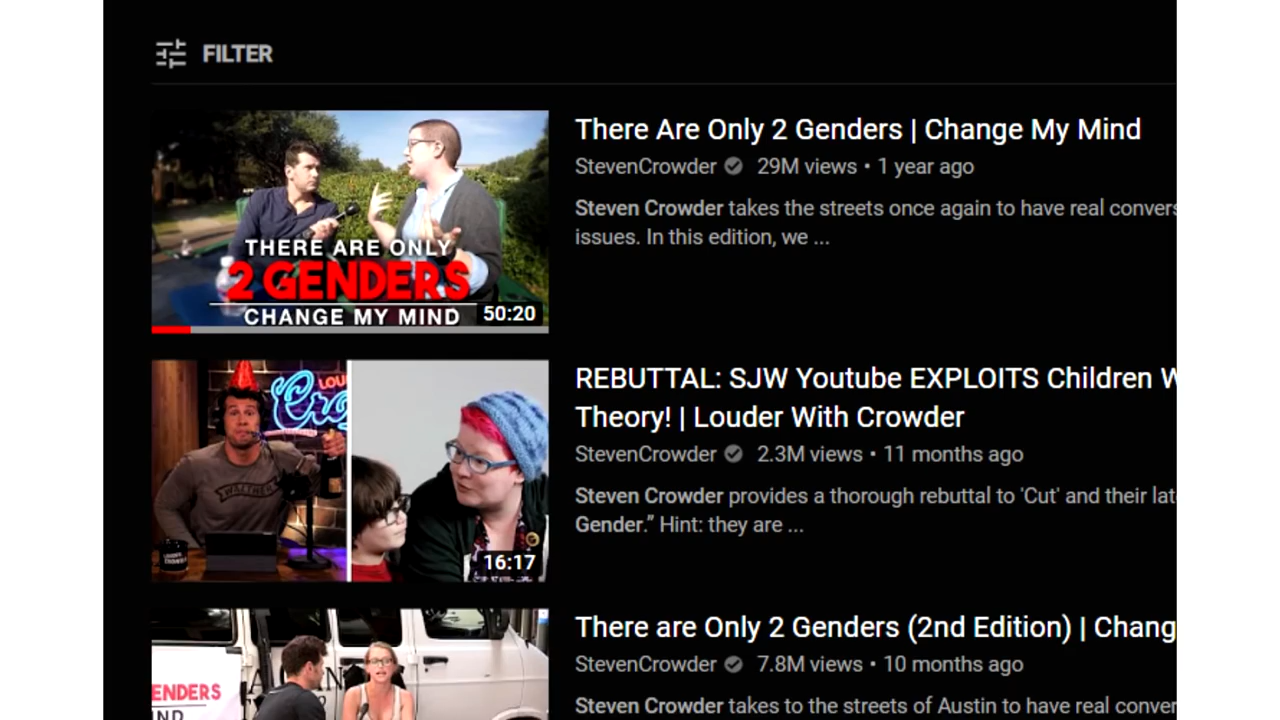 FILTER
THERE ARE ONLY
2 GENDERS
CHANGE MY MIND
50:20
There Are Only 2 Genders | Change My Mind
StevenCrowder 29M views • 1 year ago
Steven Crowder takes the streets once again to have real convers
issues. In this edition, we ...
LOU
Cro
WALTHER
16:17
REBUTTAL: SJW Youtube EXPLOITS Children W
Theory! | Louder With Crowder
StevenCrowder 2.3M views • 11 months ago
Steven Crowder provides a thorough rebuttal to 'Cut' and their lat
Gender.” Hint: they are ...
ENDERS
IND
There are Only 2 Genders (2nd Edition) | Chang
StevenCrowder 7.8M views • 10 months ago
Steven Crowder takes to the streets of Austin to have real conver